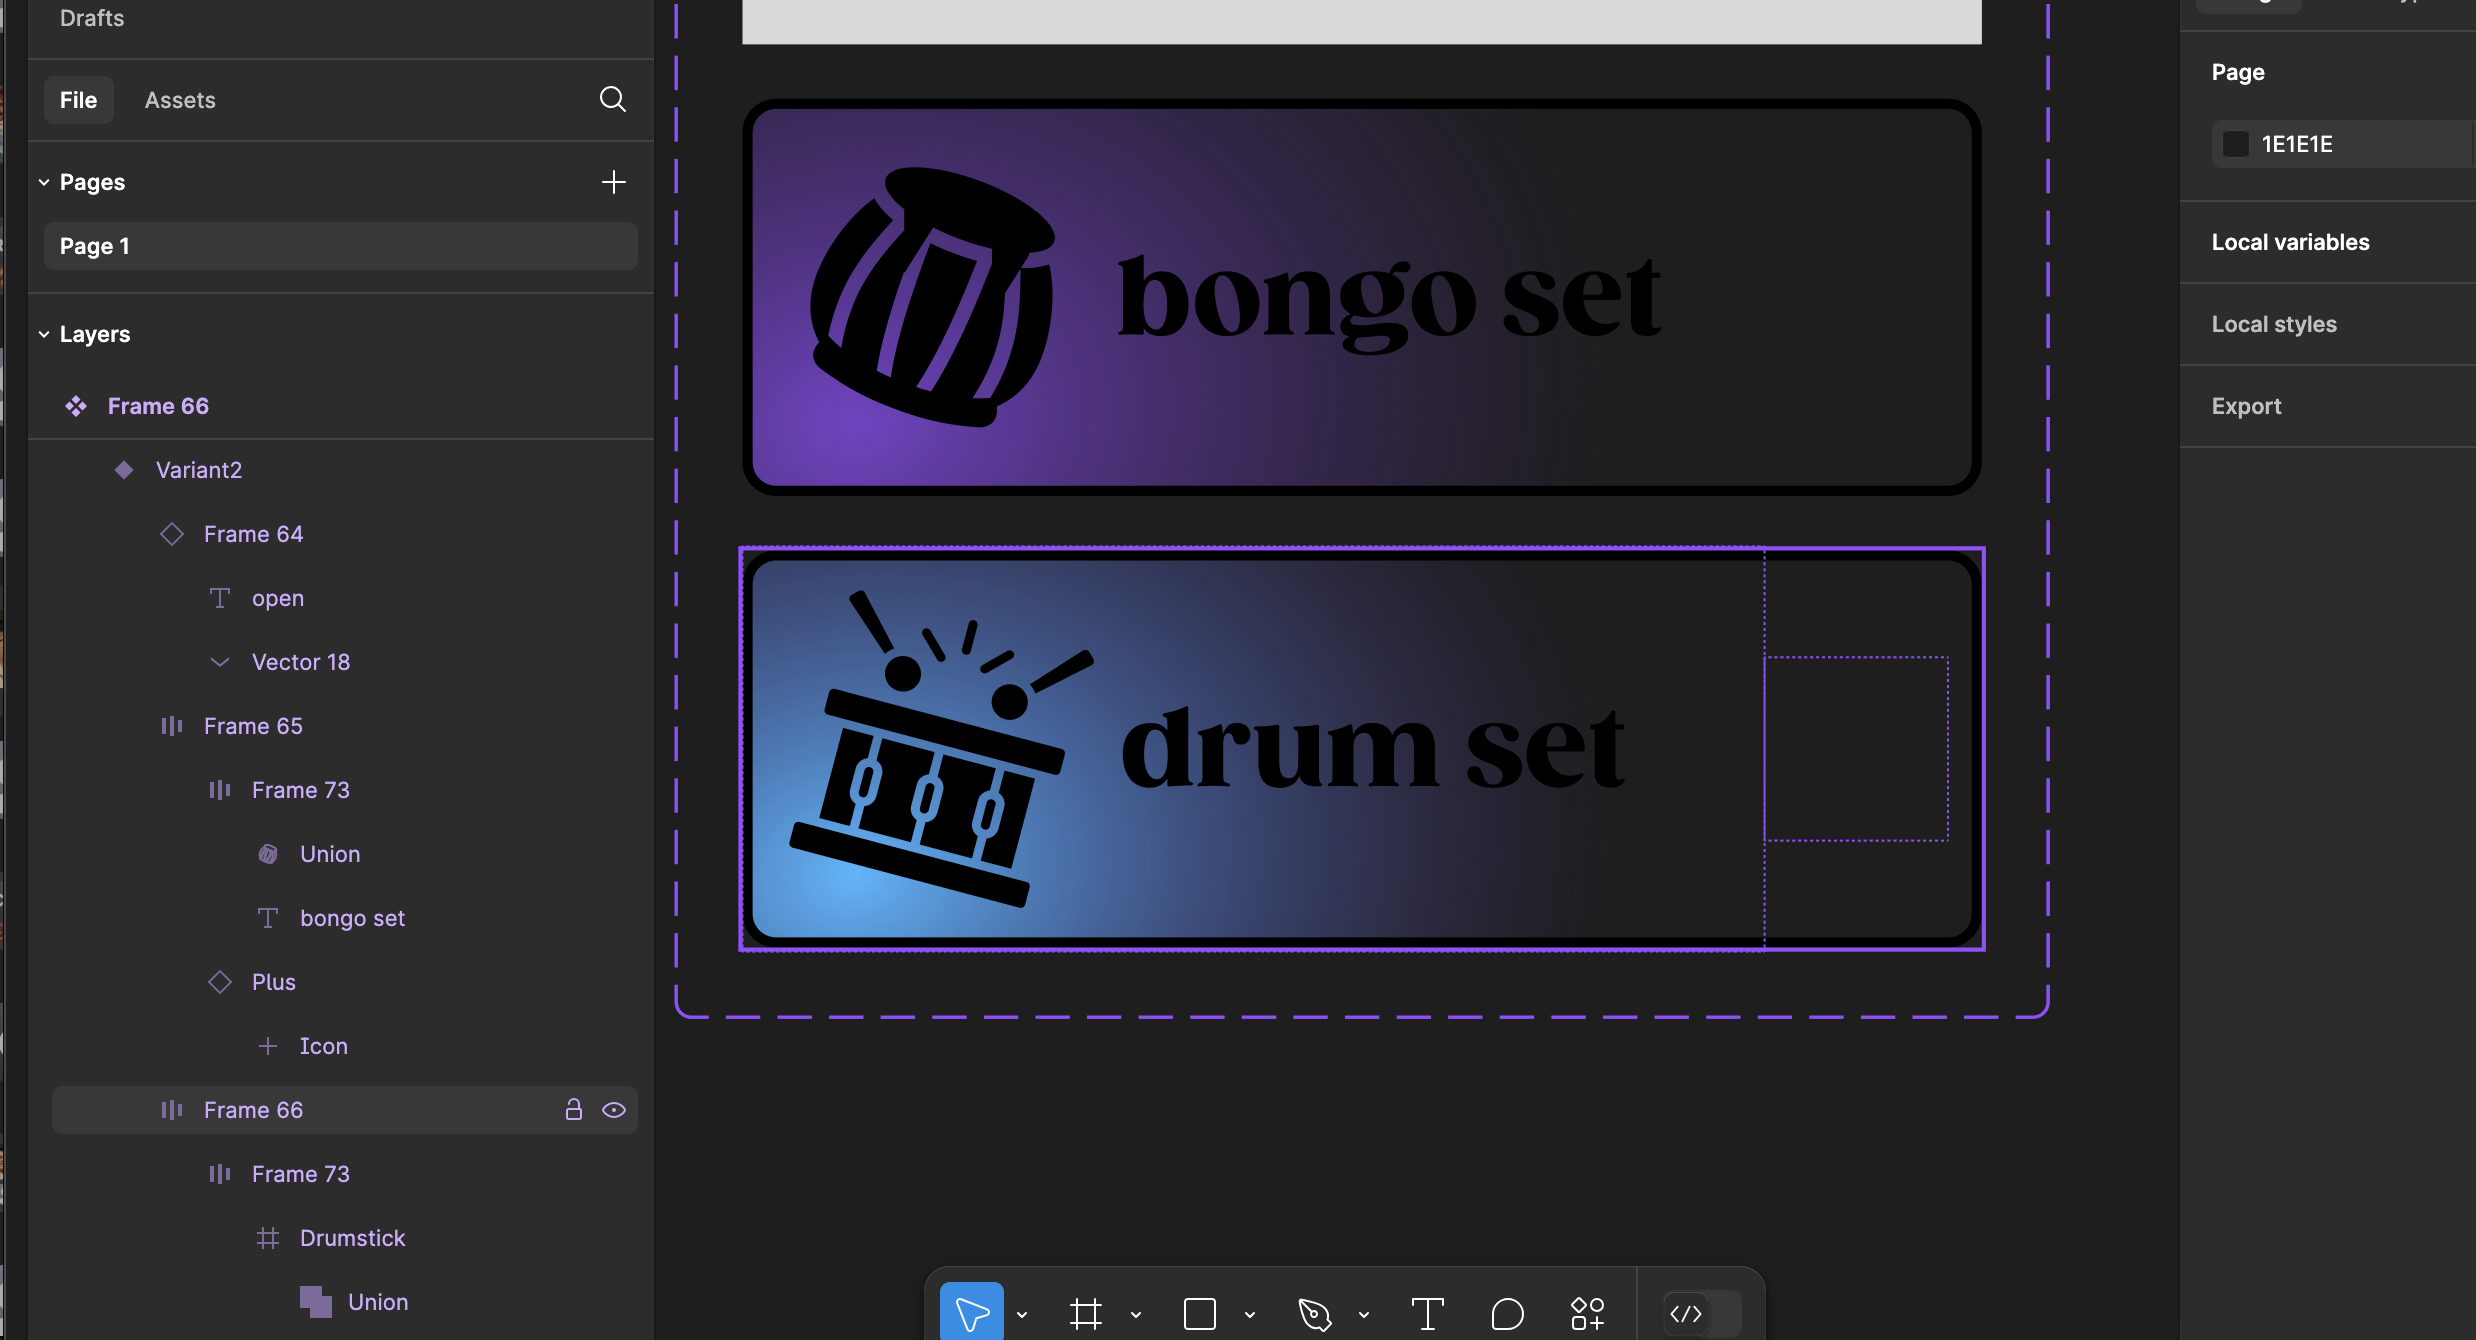 Drafts
File
Assets
Pages
Page 1
Layers
Frame 66
Variant2
Frame 64
open
Vector 18
Frame 65
Frame 73
Union
bongo set
Plus
Icon
Frame 66
Frame 73
Drumstick
Union
bongo set
drum set
Page
1E1E1E
Local variables
Local styles
Export